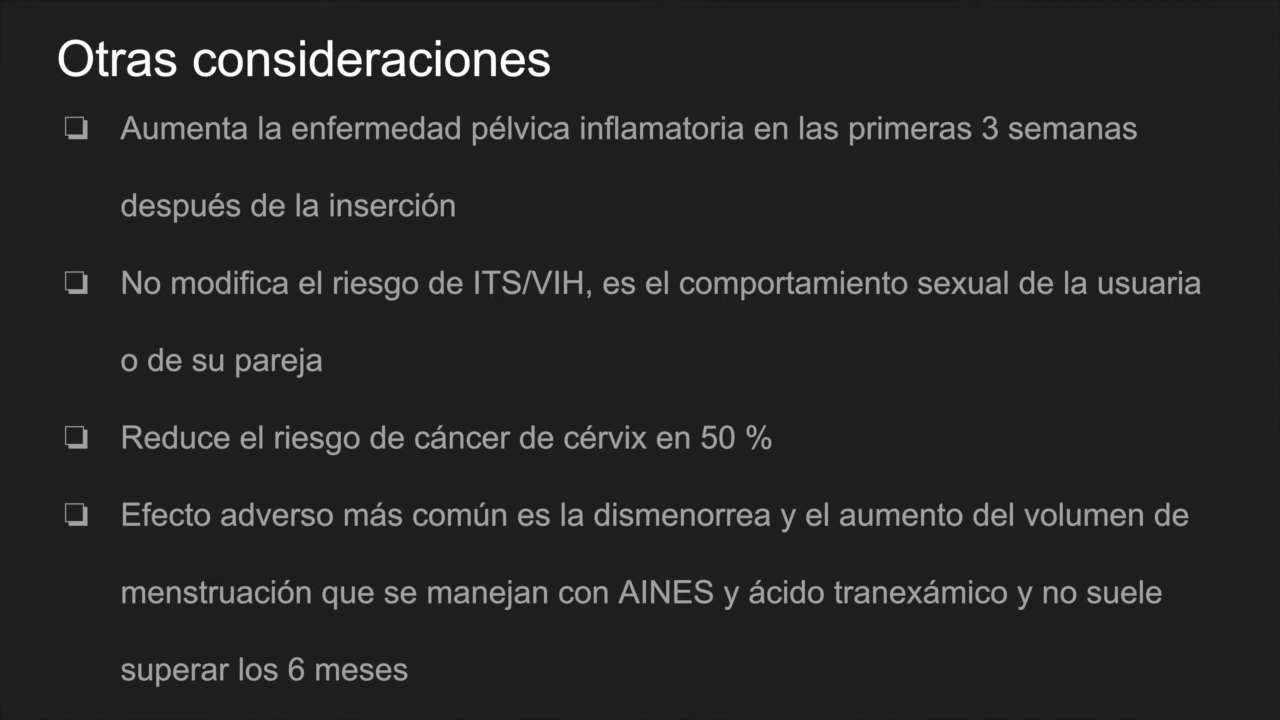 Otras consideraciones
❏ Aumenta la enfermedad pélvica inflamatoria en las primeras 3 semanas
después de la inserción
❏ No modifica el riesgo de ITS/VIH, es el comportamiento sexual de la usuaria
o de su pareja
❏ Reduce el riesgo de cáncer de cérvix en 50 %
❏ Efecto adverso más común es la dismenorrea y el aumento del volumen de
menstruación que se manejan con AINES y ácido tranexámico y no suele
superar los 6 meses